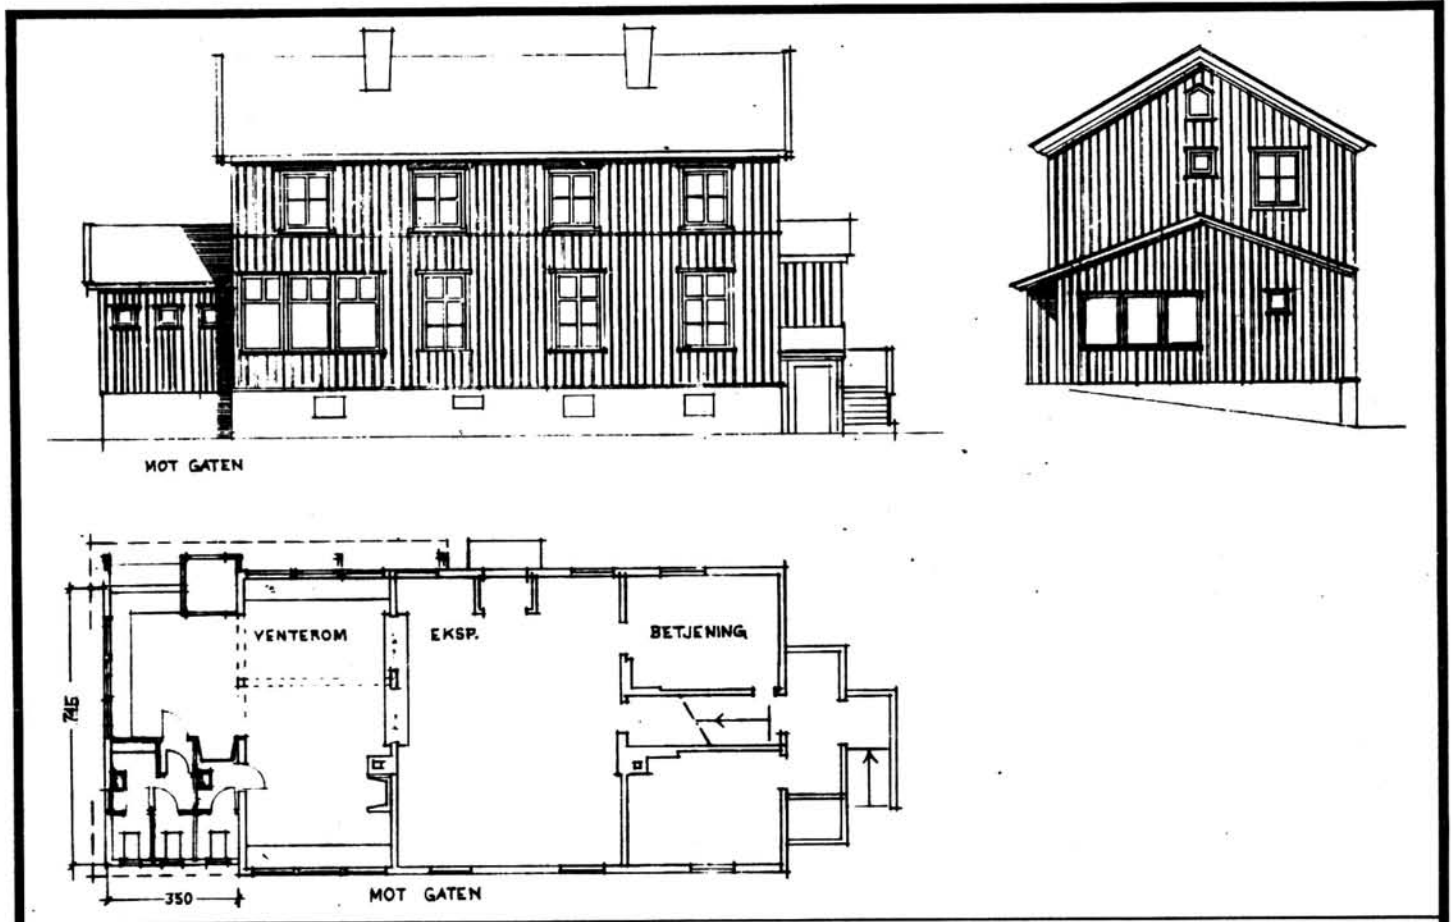 MOT GATEN
VENTEROM
EKSP.
BETJENING
745
350
MOT GATEN